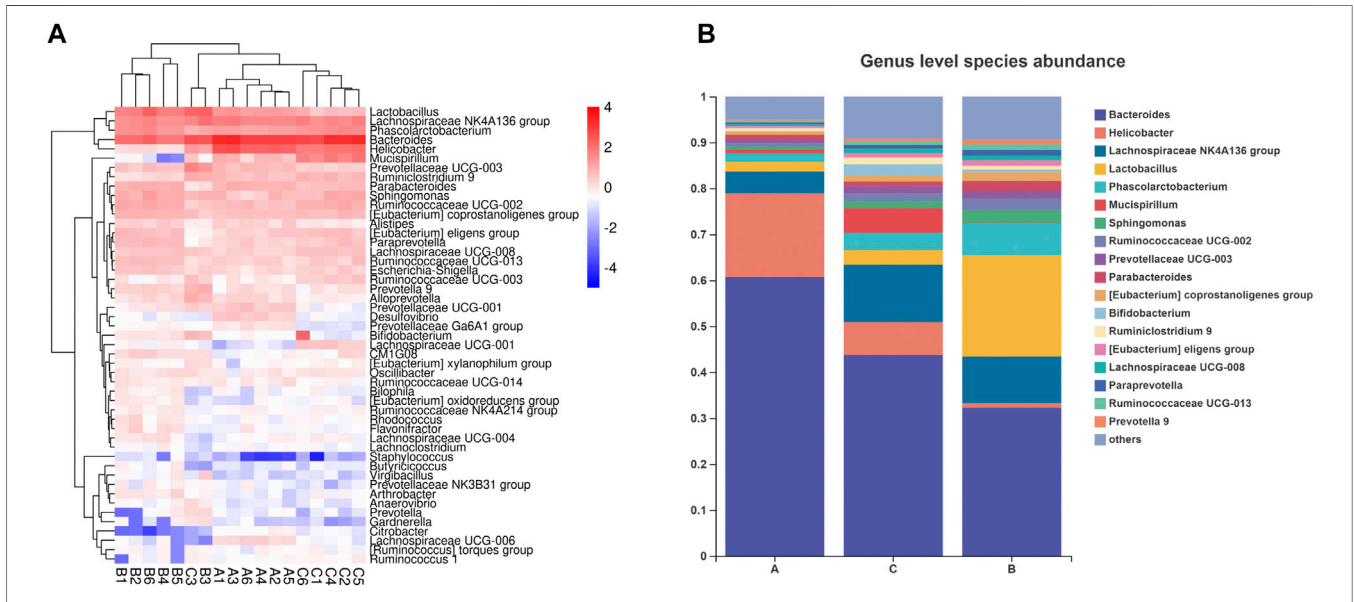 A
Lactobacillus
Lachnospiraceae NK4A136 group
Phascolarctobacterium
Bacteroides
Helicobacter
Mucispirillum
Prevotellaceae UCG-003
Ruminiclostridium 9
Parabacteroides
Sphingomonas
Ruminococcaceae UCG-002
[Eubacterium] coprostanoligenes group
Alistipes
[Eubacterium] eligens group
Paraprevotella
Lachnospiraceae UCG-008
Ruminococcaceae UCG-013
Escherichia-Shigella
Ruminococcaceae UCG-003
Prevotella 9
Alloprevotella
Prevotellaceae UCG-001
Desulfovibrio
Prevotellaceae Ga6A1 group
Bifidobacterium
Lachnospiraceae UCG-001
CM1G08
[Eubacterium] xylanophilum group
Oscillibacter
Ruminococcaceae UCG-014
Bilophila
[Eubacterium] oxidoreducens group
Ruminococcaceae NK4A214 group
Rhodococcus
Flavonifractor
Lachnospiraceae UCG-004
Lachnoclostridium
Staphylococcus
Butyricicoccus
Virgibacillus
Prevotellaceae NK3B31 group
Arthrobacter
Anaerovibrio
Prevotella
Gardnerella
Citrobacter
Lachnospiraceae UCG-006
[Ruminococcus] torques group
Ruminococcus 1
B1 B2 B6 B4 B5 C3 B3 A1 A3 A6 A4 A2 A5 C6 C1 C4 C2 C5
4
2
0
-2
-4
B
Genus level species abundance
1
0.9
0.8
0.7
0.6
0.5
0.4
0.3
0.2
0.1
0
A C B
Bacteroides
Helicobacter
Lachnospiraceae NK4A136 group
Lactobacillus
Phascolarctobacterium
Mucispirillum
Sphingomonas
Ruminococcaceae UCG-002
Prevotellaceae UCG-003
Parabacteroides
[Eubacterium] coprostanoligenes group
Bifidobacterium
Ruminiclostridium 9
[Eubacterium] eligens group
Lachnospiraceae UCG-008
Paraprevotella
Ruminococcaceae UCG-013
Prevotella 9
others